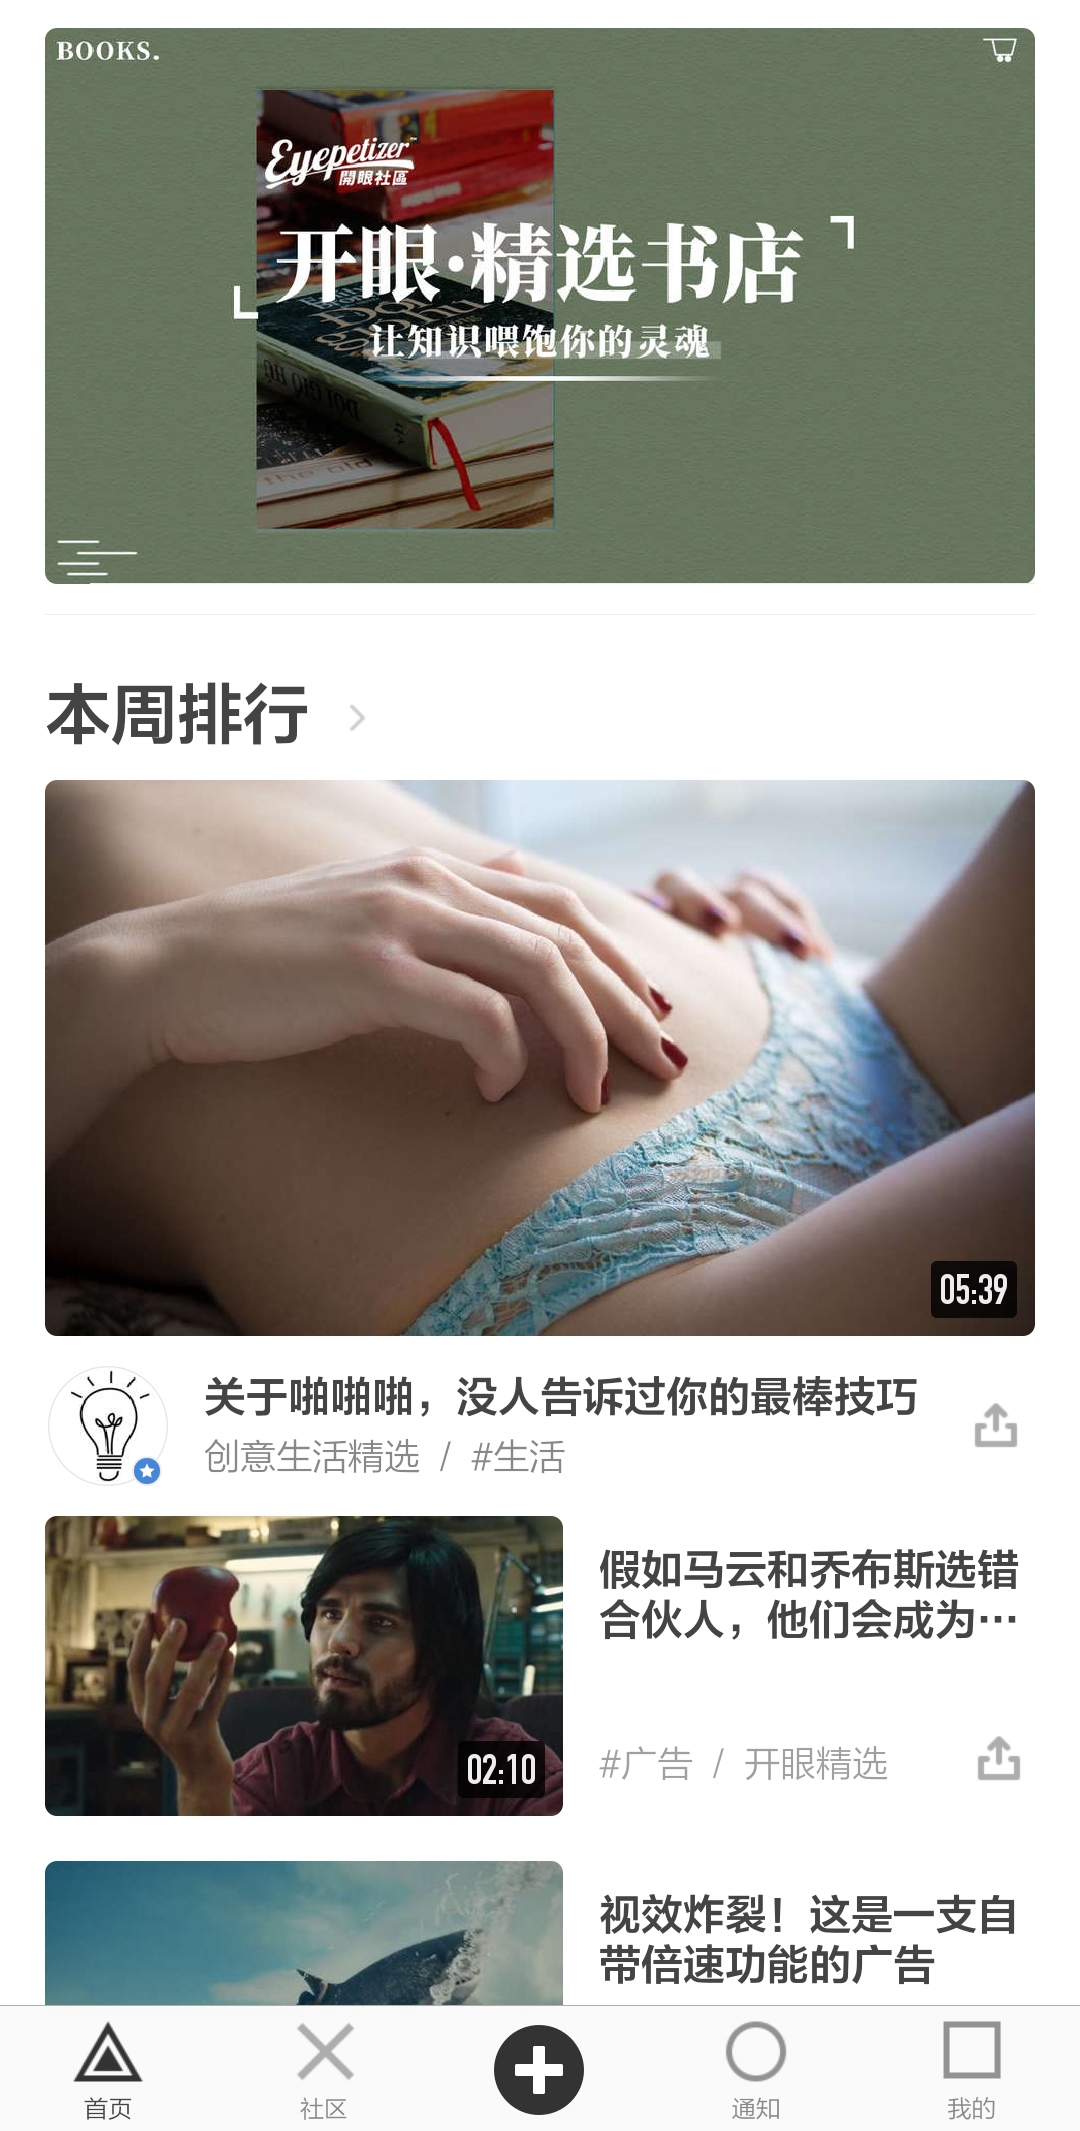 BOOKS.
Eyepetizer
開眼社區
开眼·精选书店
让知识喂饱你的灵魂
the old
本周排行
05:39
关于啪啪啪，没人告诉过你的最棒技巧
创意生活精选 / #生活
假如马云和乔布斯选错
合伙人，他们会成为…
02:10
#广告 / 开眼精选
视效炸裂！这是一支自
带倍速功能的广告
首页
社区
通知
我的